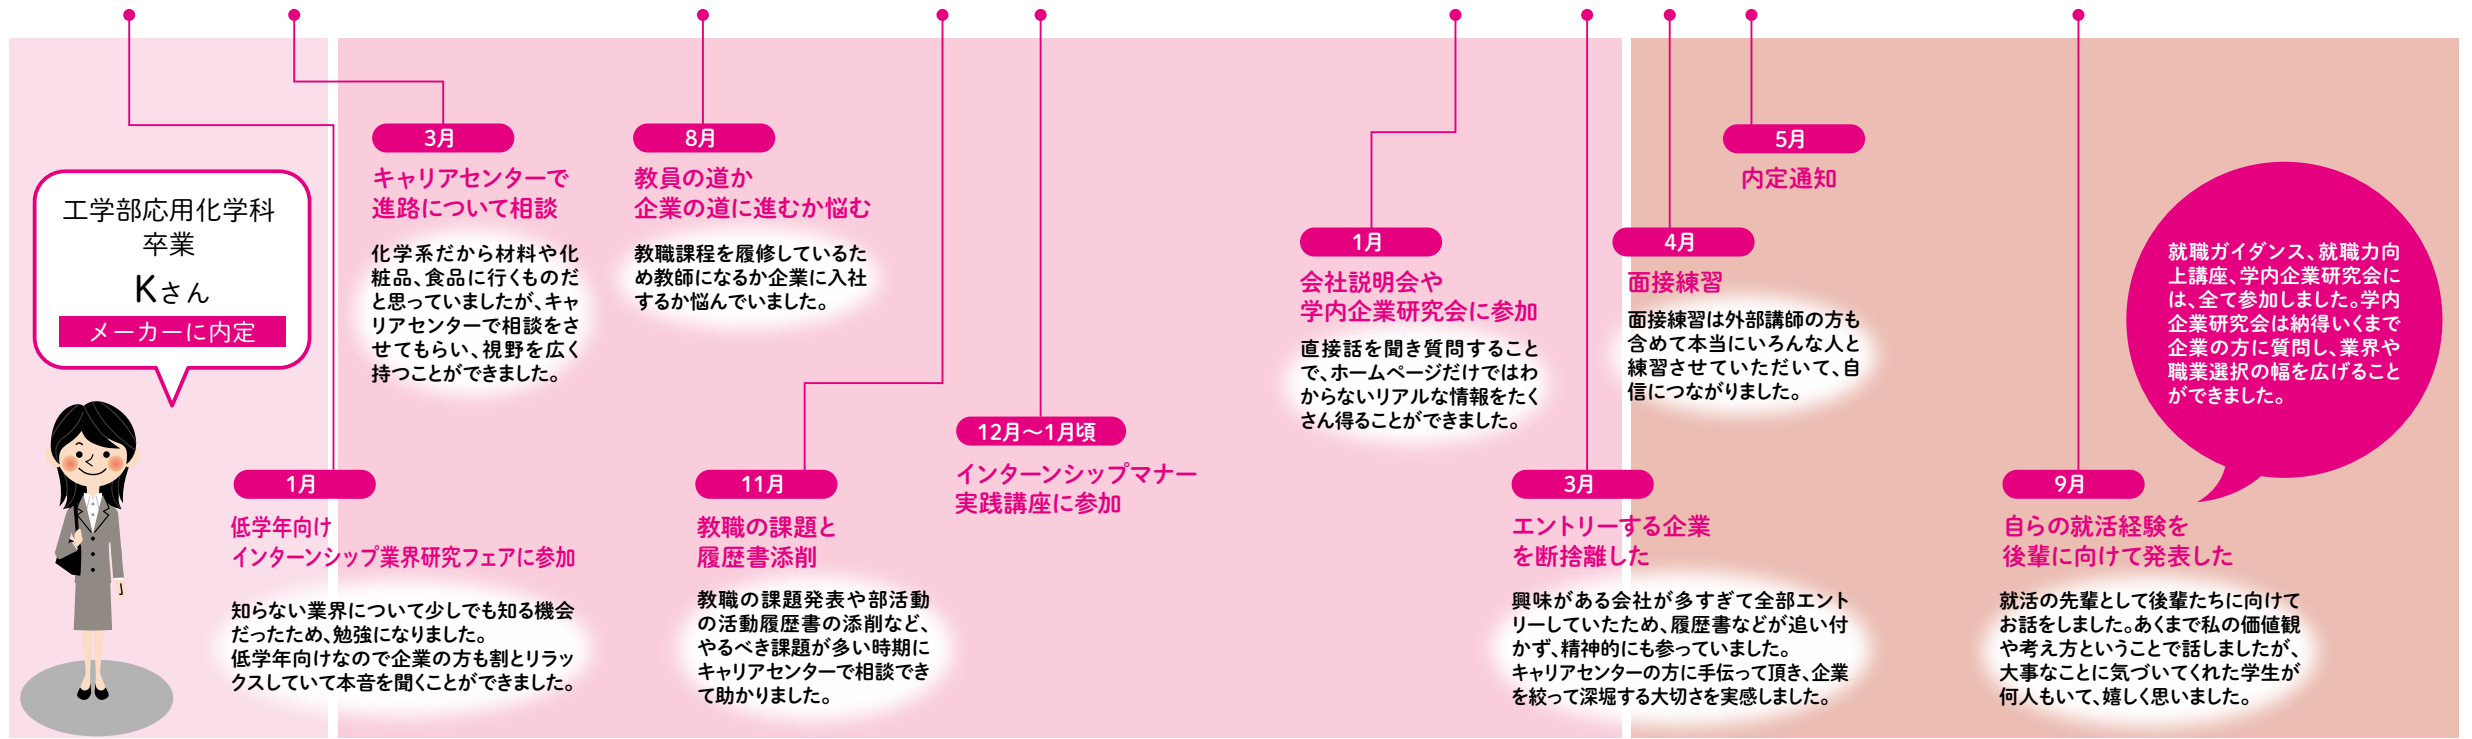 工学部応用化学科
卒業
Kさん
メーカーに内定
1月
低学年向け
インターンシップ業界研究フェアに参加
知らない業界について少しでも知る機会
だったため、勉強になりました。
低学年向けなので企業の方も割とリラッ
クスしていて本音を聞くことができました。
3月
キャリアセンターで
進路について相談
化学系だから材料や化
粧品、食品に行くものだ
と思っていましたが、キャ
リアセンターで相談をさ
せてもらい、視野を広く
持つことができました。
8月
教員の道か
企業の道に進むか悩む
教職課程を履修しているた
め教師になるか企業に入社
するか悩んでいました。
11月
教職の課題と
履歴書添削
教職の課題発表や部活動
の活動履歴書の添削など、
やるべき課題が多い時期に
キャリアセンターで相談でき
て助かりました。
12月〜1月頃
インターンシップマナー
実践講座に参加
1月
会社説明会や
学内企業研究会に参加
直接話を聞き質問すること
で、ホームページだけではわ
からないリアルな情報をたく
さん得ることができました。
3月
エントリーする企業
を断捨離した
興味がある会社が多すぎて全部エント
リーしていたため、履歴書などが追い付
かず、精神的にも参っていました。
キャリアセンターの方に手伝って頂き、企業
を絞って深堀する大切さを実感しました。
4月
面接練習
面接練習は外部講師の方も
含めて本当にいろんな人と
練習させていただいて、自
信につながりました。
5月
内定通知
9月
自らの就活経験を
後輩に向けて発表した
就活の先輩として後輩たちに向けて
お話をしました。あくまで私の価値観
や考え方ということで話しましたが、
大事なことに気づいてくれた学生が
何人もいて、嬉しく思いました。
就職ガイダンス、就職力向
上講座、学内企業研究会に
は、全て参加しました。学内
企業研究会は納得いくまで
企業の方に質問し、業界や
職業選択の幅を広げること
ができました。